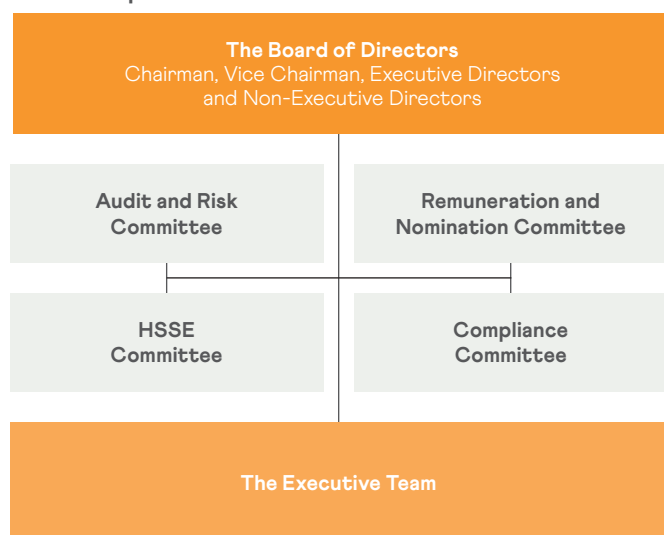 The Board of Directors
Chairman, Vice Chairman, Executive Directors
and Non-Executive Directors
Audit and Risk
Committee
Remuneration and
Nomination Committee
HSSE
Committee
Compliance
Committee
The Executive Team